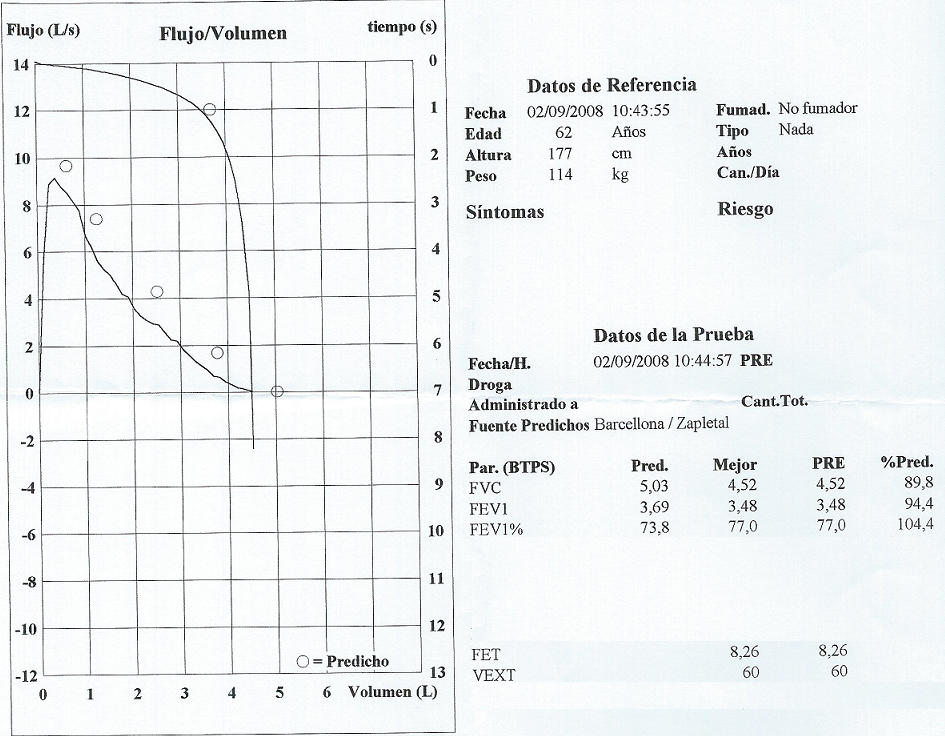 Flujo (L/s)
Flujo/Volumen
tiempo (s)
14
12
10
8
6
4
2
0
-2
-4
-6
-8
-10
-12
0
1
2
3
4
5
6
7
8
9
10
11
12
13
= Predicho
0 1 2 3 4 5 6 Volumen (L)
Datos de Referencia
Fecha 02/09/2008 10:43:55 Fumad. No fumador
Edad 62 Años Tipo Nada
Altura 177 cm Años
Peso 114 kg Can./Día
Síntomas Riesgo
Datos de la Prueba
Fecha/H. 02/09/2008 10:44:57 PRE
Droga
Administrado a Cant.Tot.
Fuente Predichos Barcellona / Zapletal
Par. (BTPS) Pred. Mejor PRE %Pred.
FVC 5,03 4,52 4,52 89,8
FEV1 3,69 3,48 3,48 94,4
FEV1% 73,8 77,0 77,0 104,4
FET 8,26 8,26
VEXT 60 60